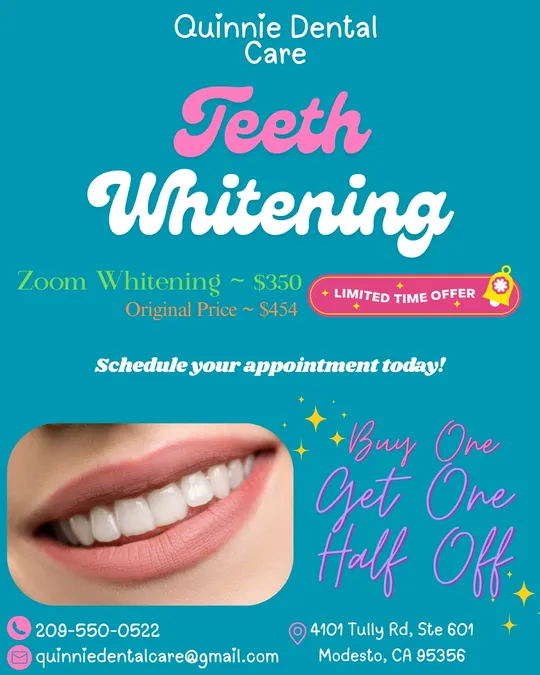 Quinnie Dental
Care
Teeth
Whitening
Zoom Whitening ~ $350
Original Price ~ $454
LIMITED TIME OFFER
Schedule your appointment today!
Buy One
Get One
Half Off
209-550-0522
quinniedentalcare@gmail.com
4101 Tully Rd, Ste 601
Modesto, CA 95356